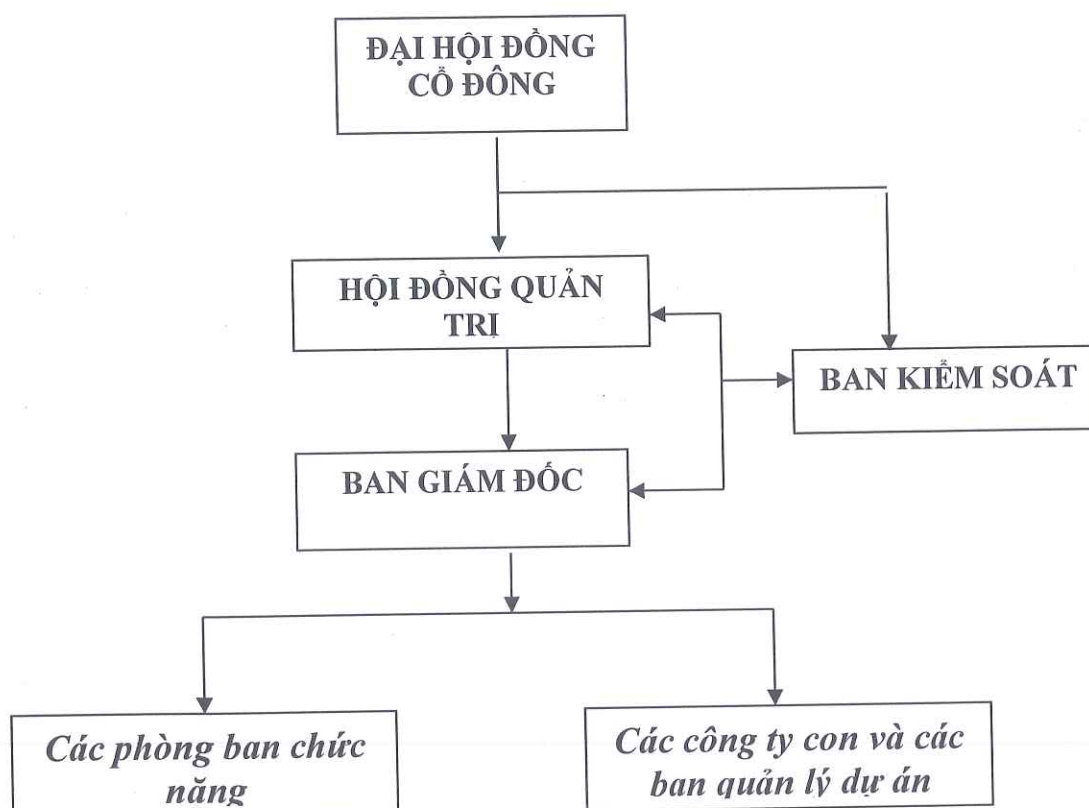 ĐẠI HỘI ĐỒNG
CỔ ĐÔNG
HỘI ĐỒNG QUẢN
TRỊ
BAN KIỂM SOÁT
BAN GIÁM ĐỐC
Các phòng ban chức
năng
Các công ty con và các
ban quản lý dự án